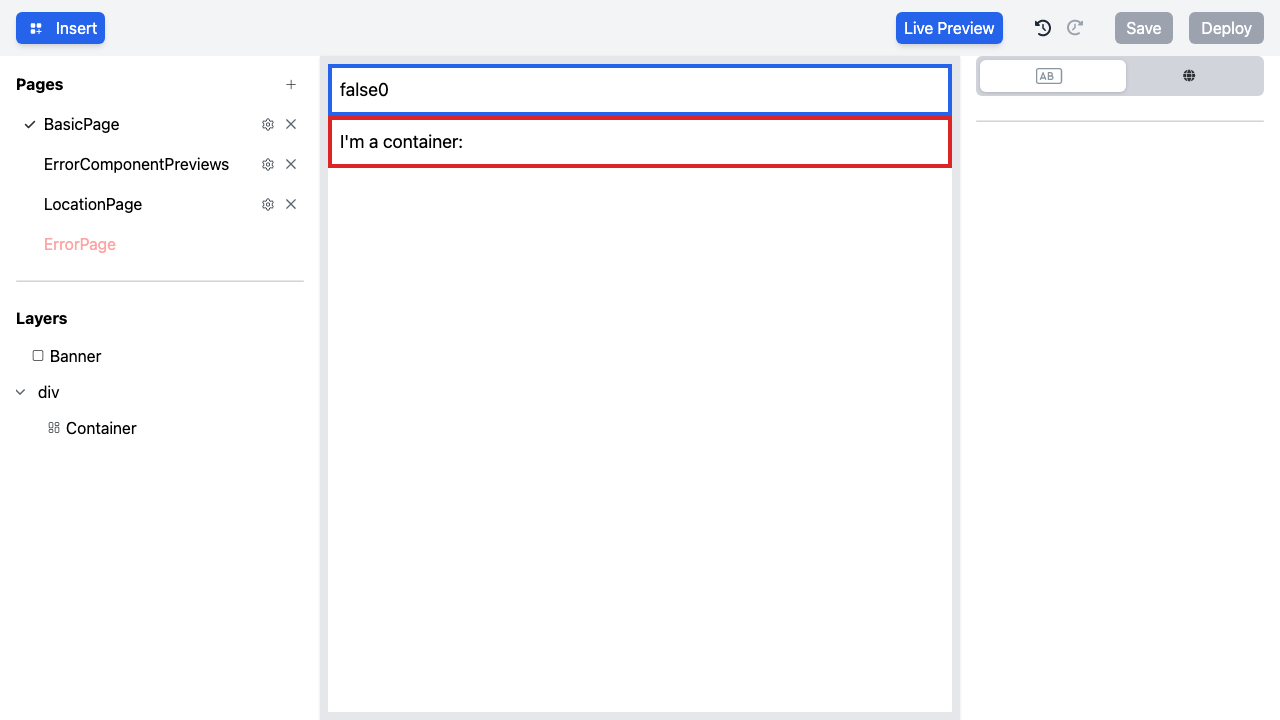 Insert
Live Preview
Save
Deploy
Pages
BasicPage
ErrorComponentPreviews
LocationPage
ErrorPage
Layers
Banner
div
Container
false0
I'm a container:
AB